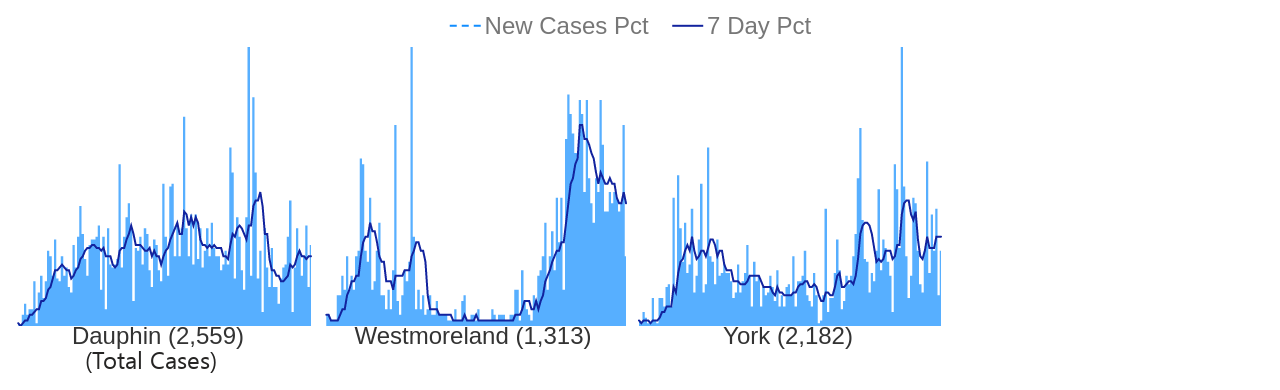 New Cases Pct 7 Day Pct
Dauphin (2,559) Westmoreland (1,313) York (2,182)
(Total Cases)